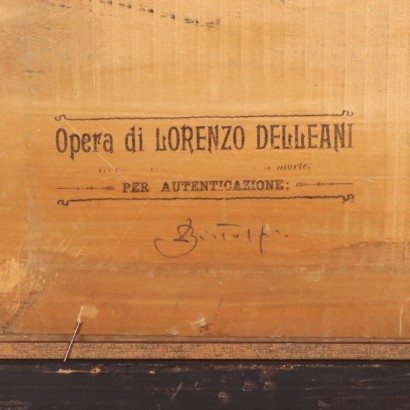 Opera di LORENZO DELLEANI
morte.
PER AUTENTICAZIONE: